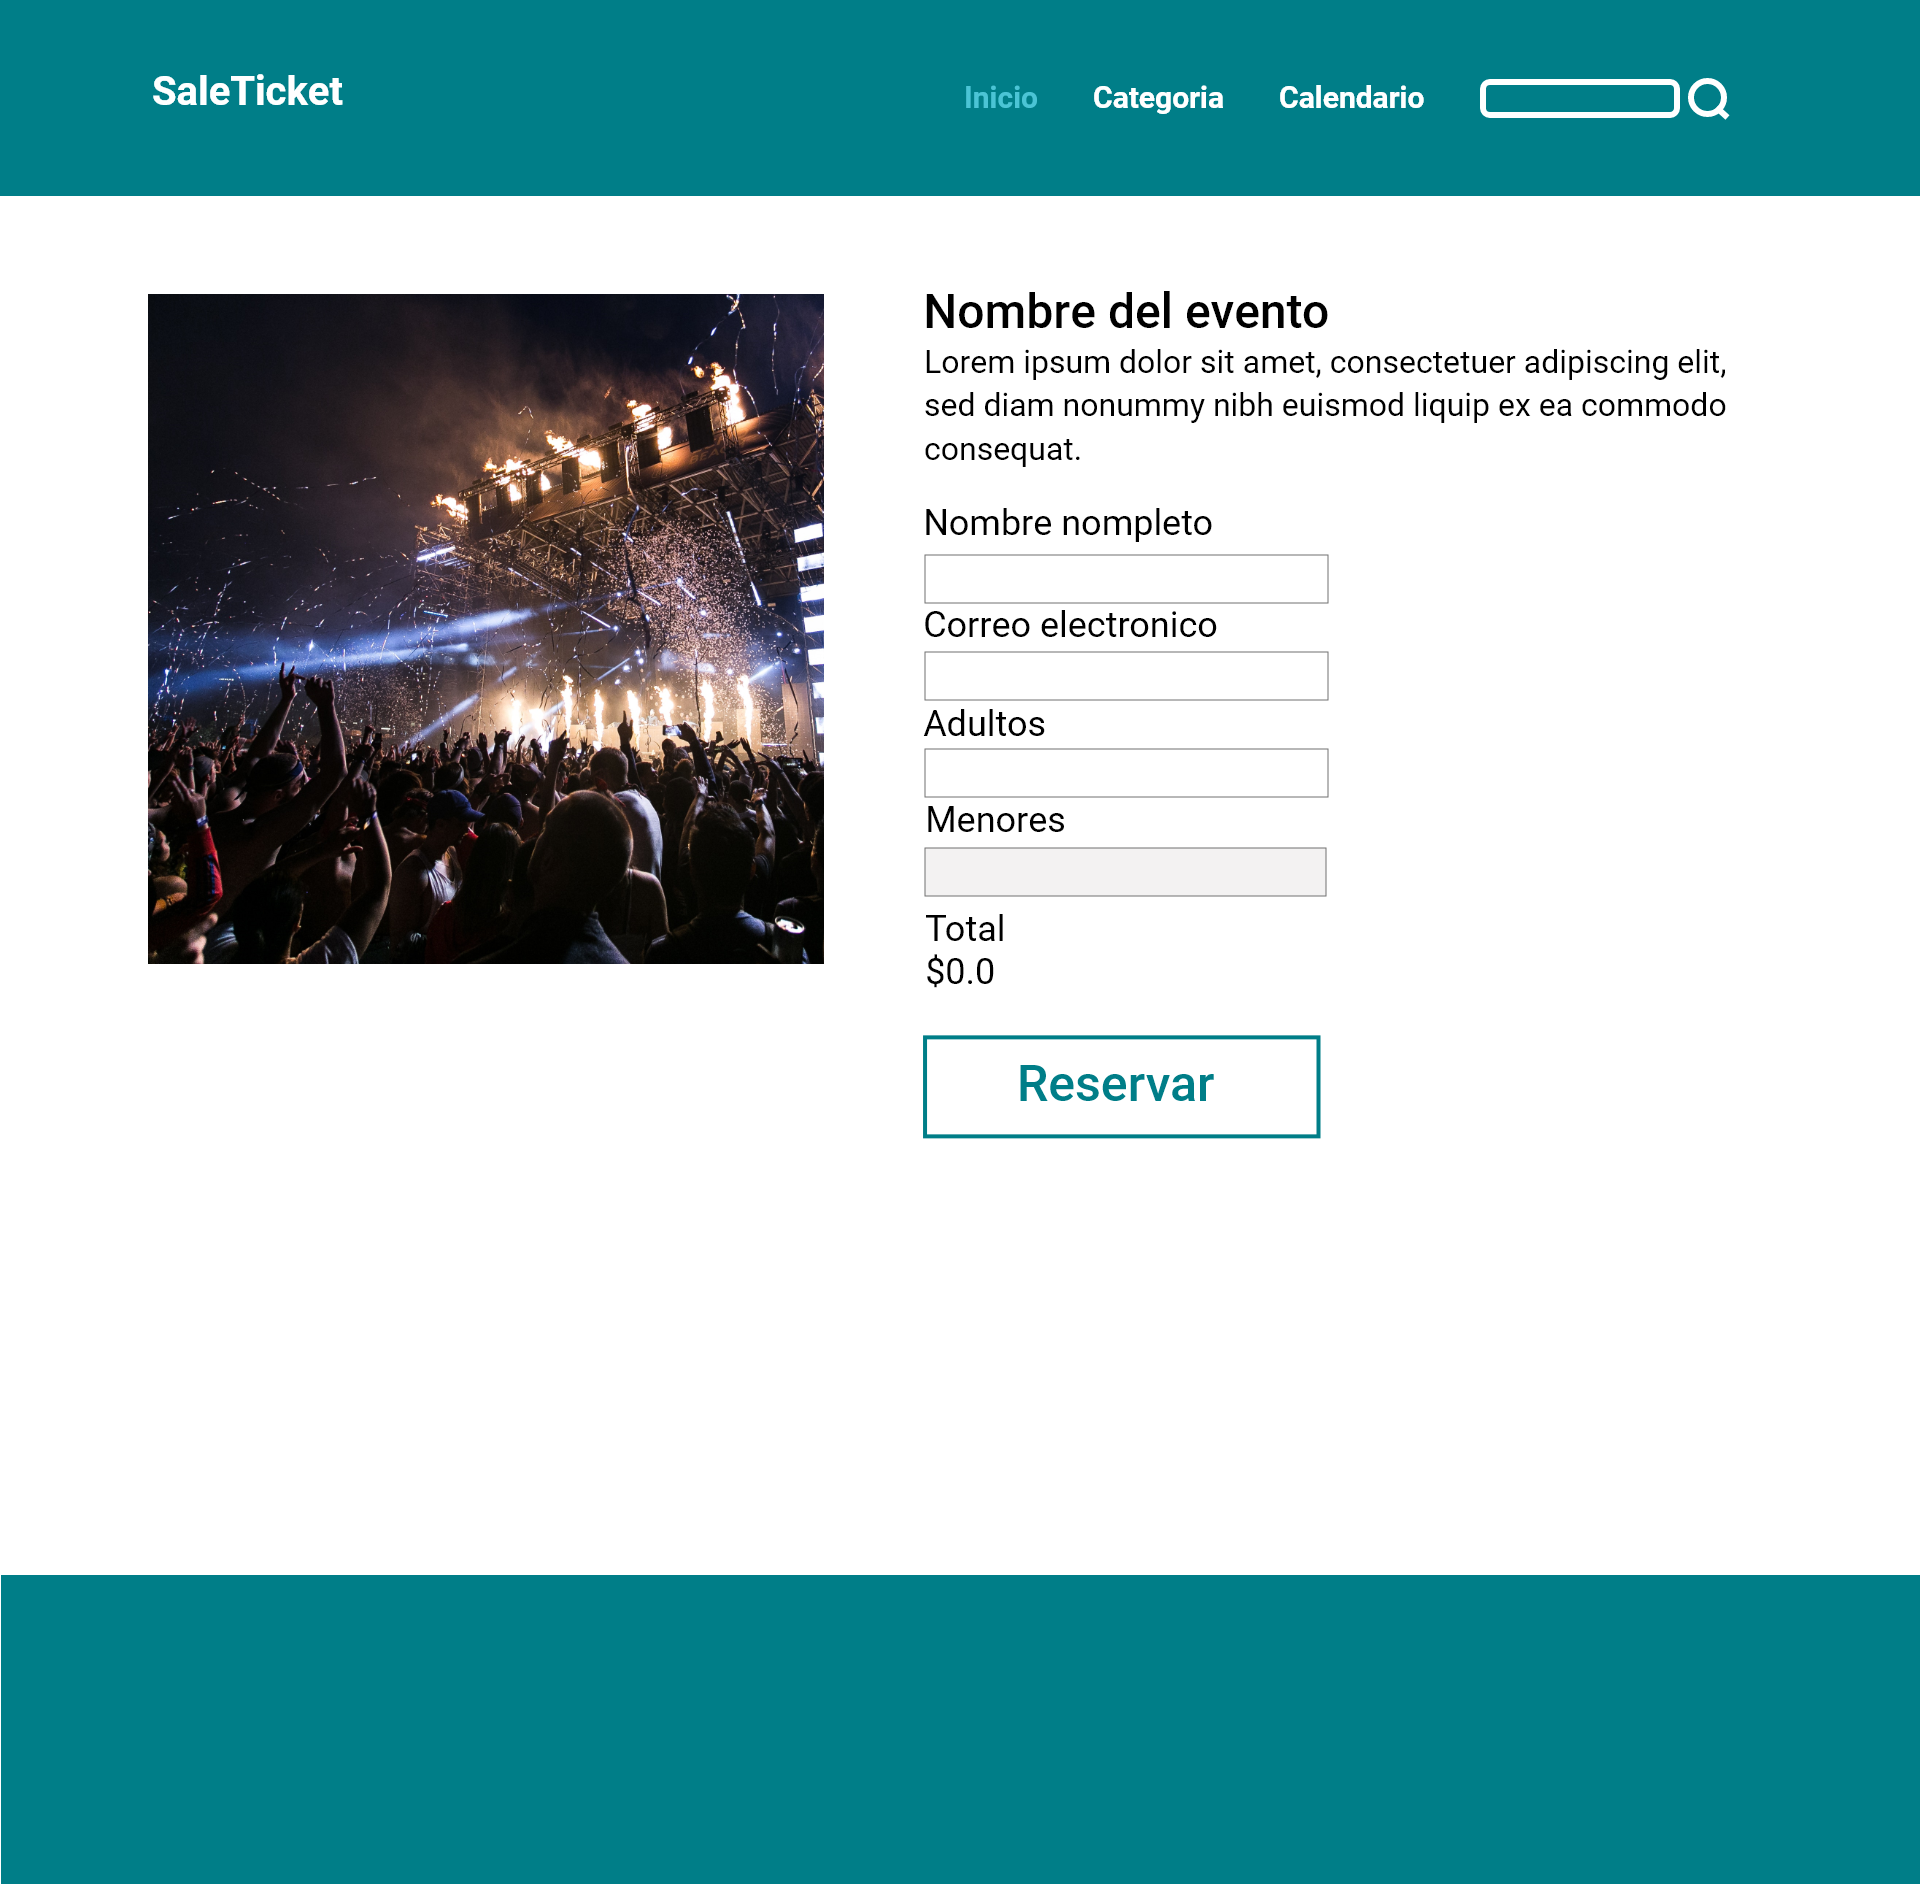 SaleTicket
Inicio Categoria Calendario
Nombre del evento
Lorem ipsum dolor sit amet, consectetuer adipiscing elit,
sed diam nonummy nibh euismod liquip ex ea commodo
consequat.
Nombre nompleto
Correo electronico
Adultos
Menores
Total
$0.0
Reservar